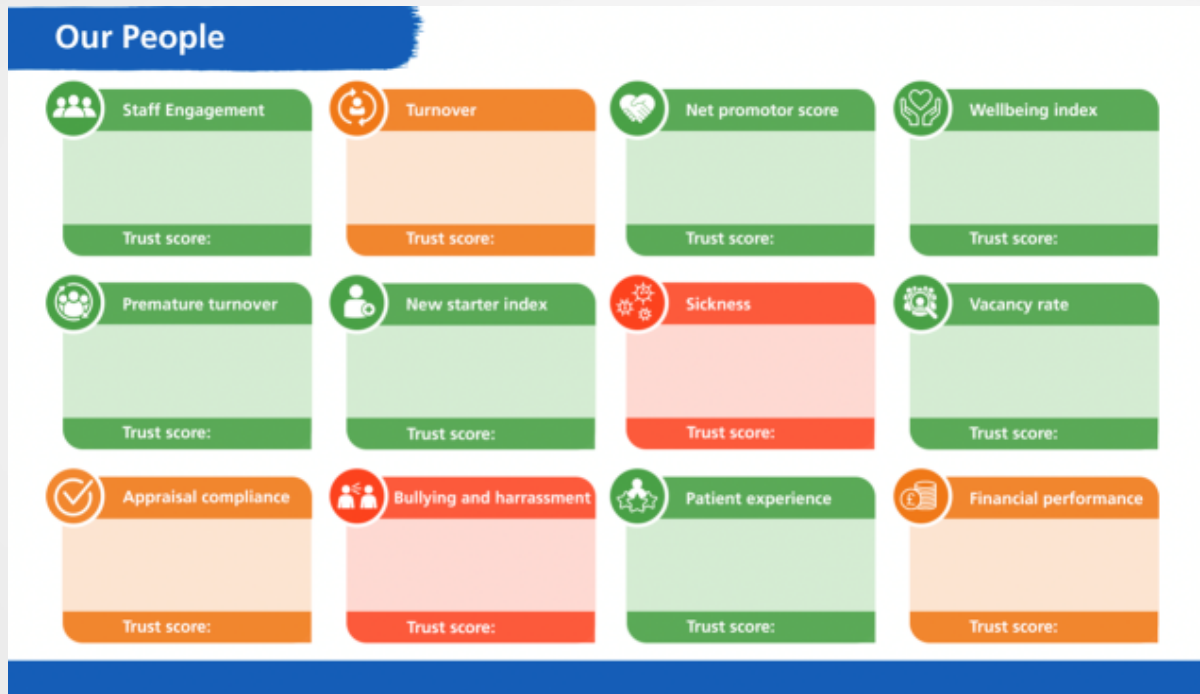 Our People
Staff Engagement
Trust score:
Turnover
Trust score:
Net promotor score
Trust score:
Wellbeing index
Trust score:
Premature turnover
Trust score:
New starter index
Trust score:
Sickness
Trust score:
Vacancy rate
Trust score:
Appraisal compliance
Trust score:
Bullying and harrassment
Trust score:
Patient experience
Trust score:
Financial performance
Trust score: